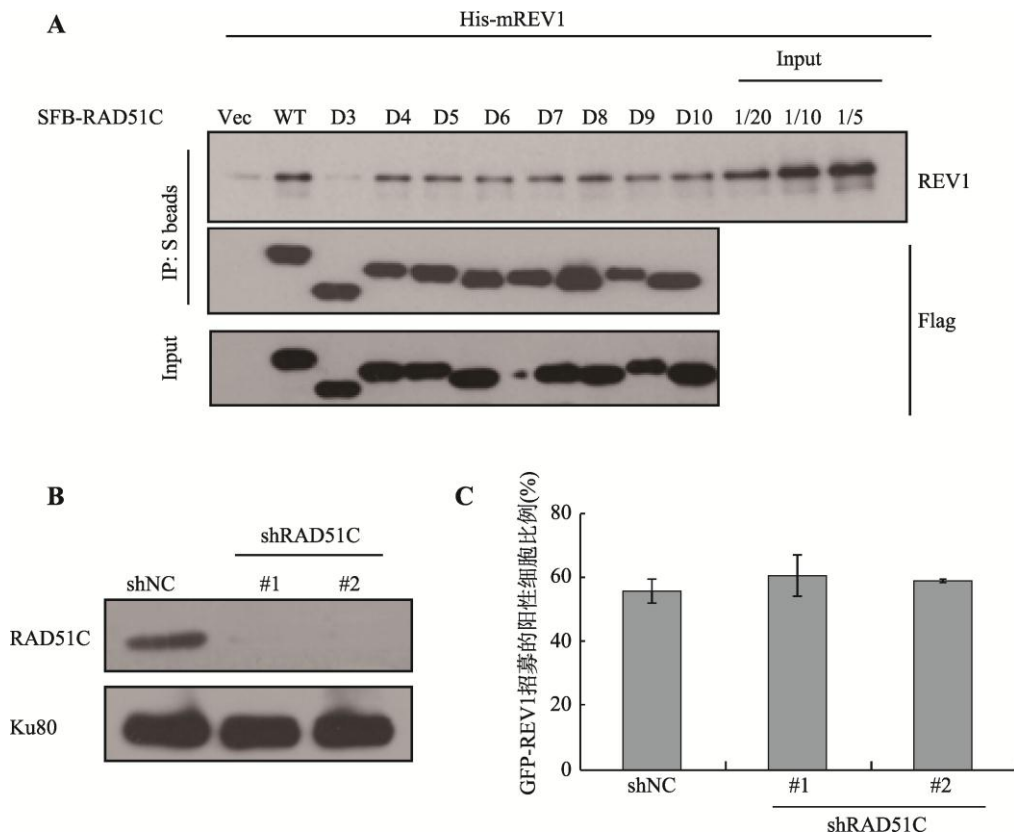 A
His-mREV1
Input
SFB-RAD51C Vec WT D3 D4 D5 D6 D7 D8 D9 D10 1/20 1/10 1/5
IP: S beads
REV1
Input
Flag
B
shRAD51C
shNC #1 #2
RAD51C
Ku80
C
GFP-REV1招募的阳性细胞比例(%)
80
60
40
20
0
shNC #1 #2
shRAD51C